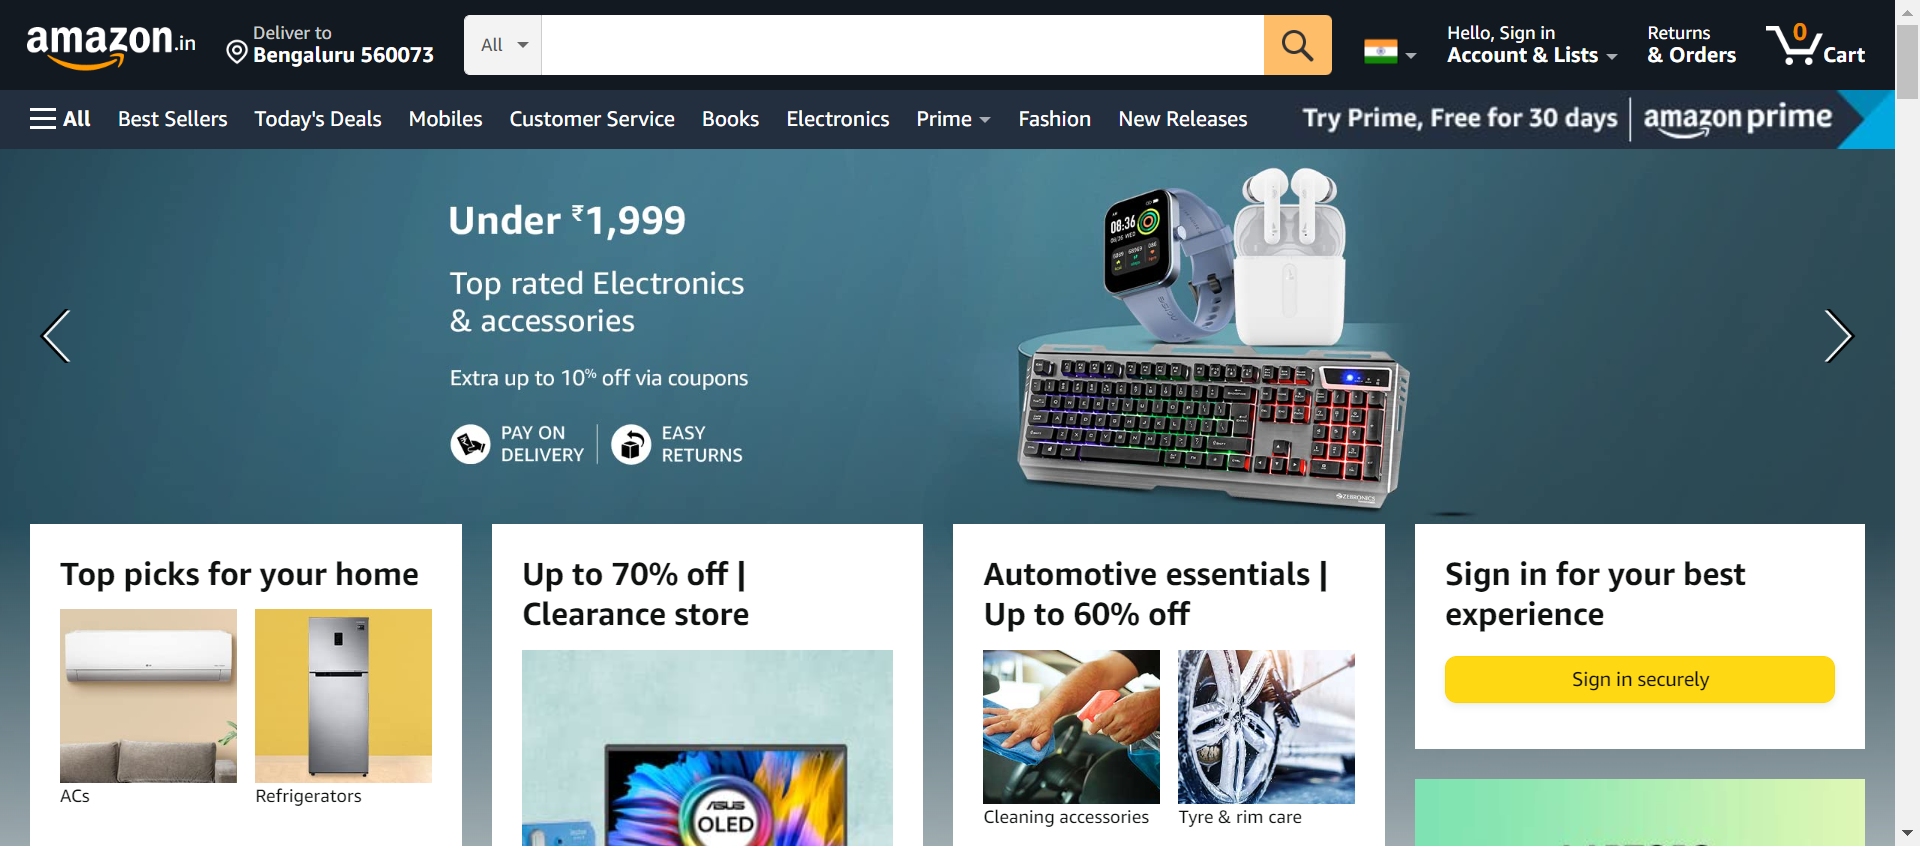 amazon.in
Deliver to
Bengaluru 560073
All
Hello, Sign in
Account & Lists
Returns
& Orders
0
Cart
All
Best Sellers
Today's Deals
Mobiles
Customer Service
Books
Electronics
Prime
Fashion
New Releases
Try Prime, Free for 30 days
amazon prime
Under ₹1,999
Top rated Electronics
& accessories
Extra up to 10% off via coupons
PAY ON
DELIVERY
EASY
RETURNS
08:36
ZEBRONICS
Top picks for your home
ACs
Refrigerators
Up to 70% off |
Clearance store
ASUS
OLED
Automotive essentials |
Up to 60% off
Cleaning accessories
Tyre & rim care
Sign in for your best
experience
Sign in securely